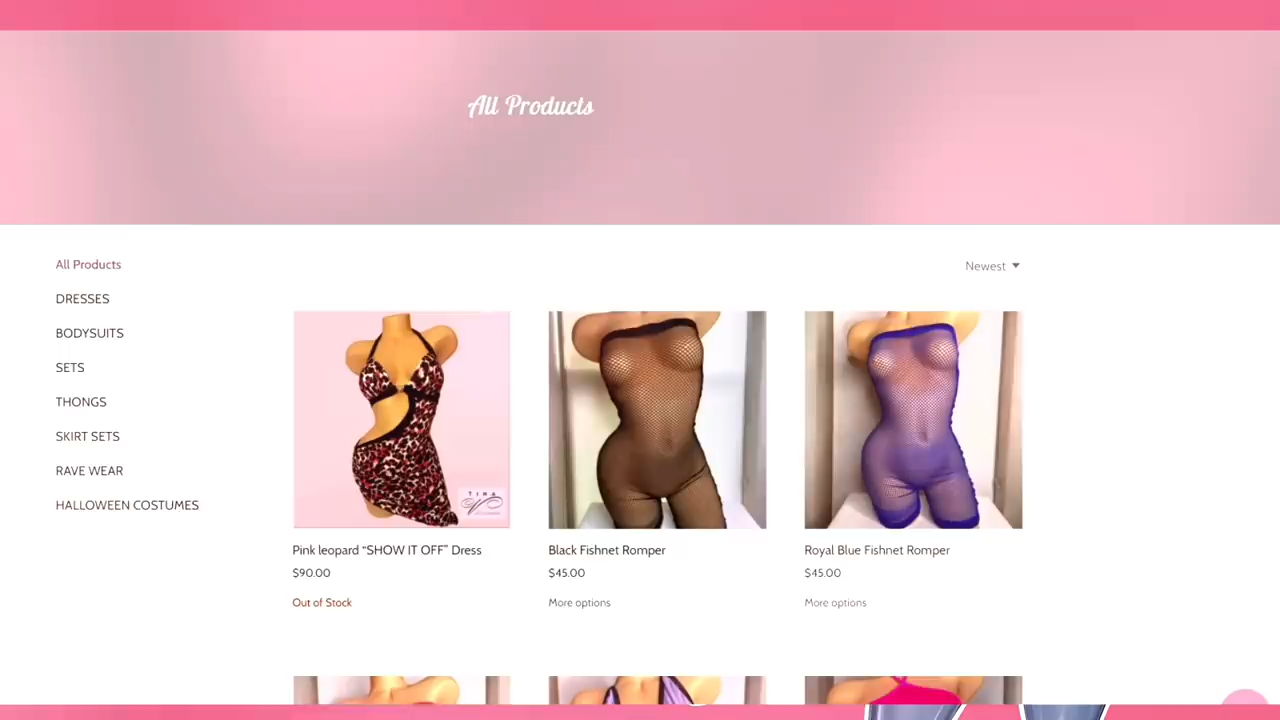 All Products
All Products
Newest
DRESSES
BODYSUITS
SETS
THONGS
SKIRT SETS
RAVE WEAR
HALLOWEEN COSTUMES
TINA
Pink leopard “SHOW IT OFF” Dress
Black Fishnet Romper
Royal Blue Fishnet Romper
$90.00
$45.00
$45.00
Out of Stock
More options
More options